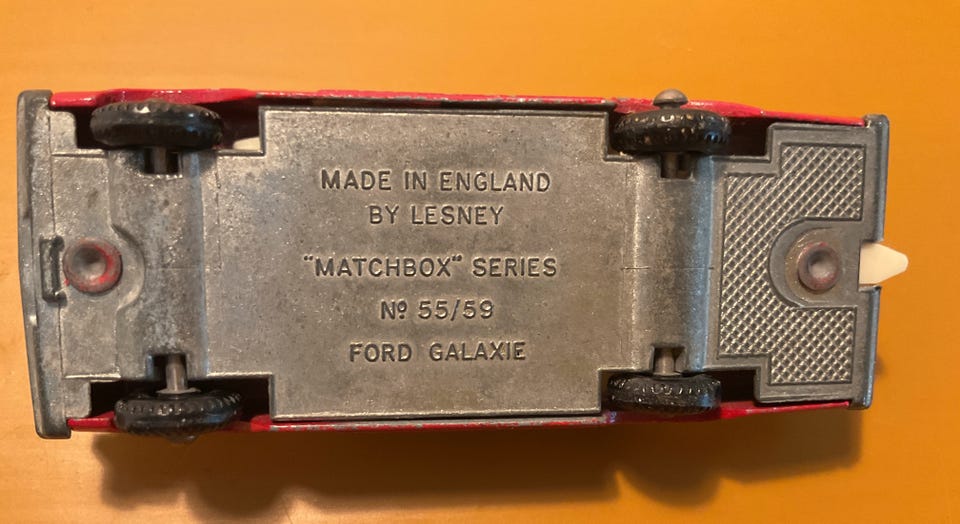 MADE IN ENGLAND
BY LESNEY
"MATCHBOX" SERIES
Nº 55/59
FORD GALAXIE